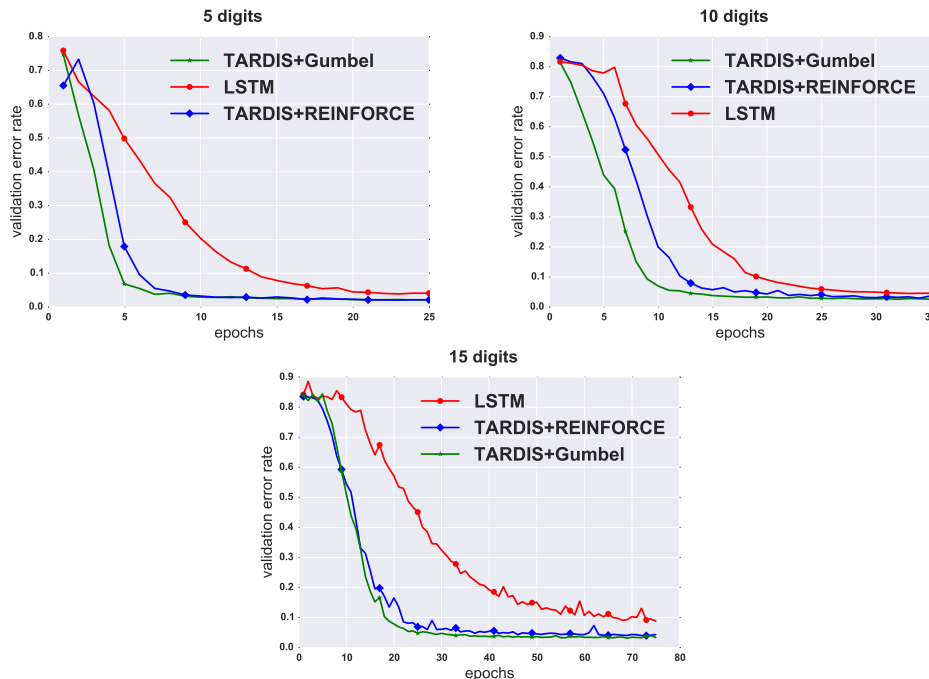 5 digits
0.8
0.7
0.6
0.5
0.4
0.3
0.2
0.1
0.0
validation error rate
TARDIS+Gumbel
LSTM
TARDIS+REINFORCE
0 5 10 15 20 25
epochs
10 digits
0.9
0.8
0.7
0.6
0.5
0.4
0.3
0.2
0.1
0.0
validation error rate
TARDIS+Gumbel
TARDIS+REINFORCE
LSTM
0 5 10 15 20 25 30 35
epochs
15 digits
0.9
0.8
0.7
0.6
0.5
0.4
0.3
0.2
0.1
0.0
validation error rate
LSTM
TARDIS+REINFORCE
TARDIS+Gumbel
0 10 20 30 40 50 60 70 80
epochs